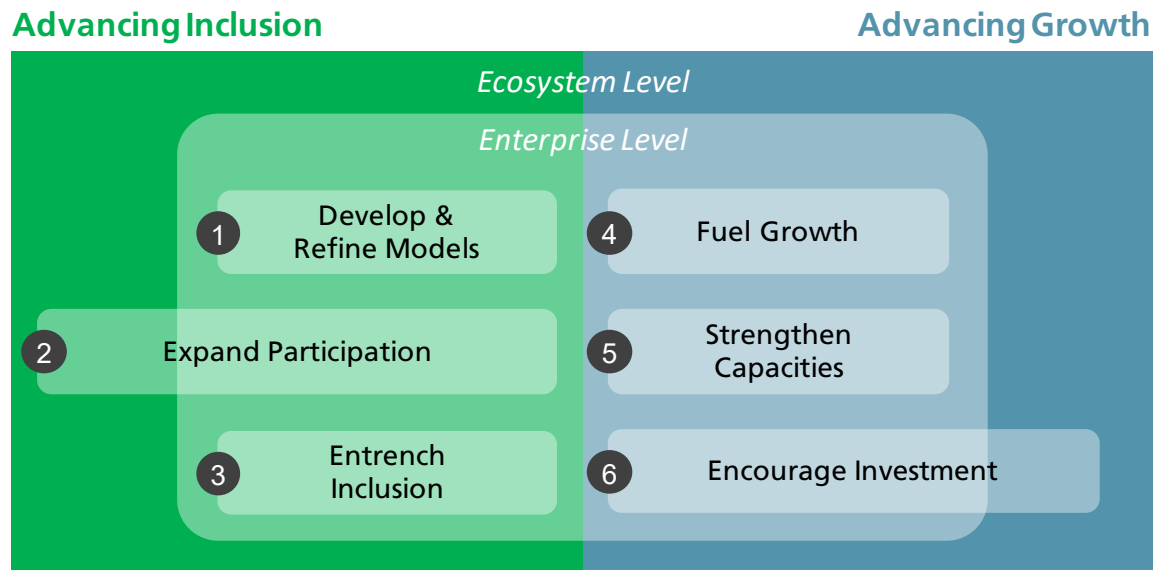 Advancing Inclusion
Advancing Growth
Ecosystem Level
Enterprise Level
1
Develop &
Refine Models
4
Fuel Growth
2
Expand Participation
5
Strengthen
Capacities
3
Entrench
Inclusion
6
Encourage Investment